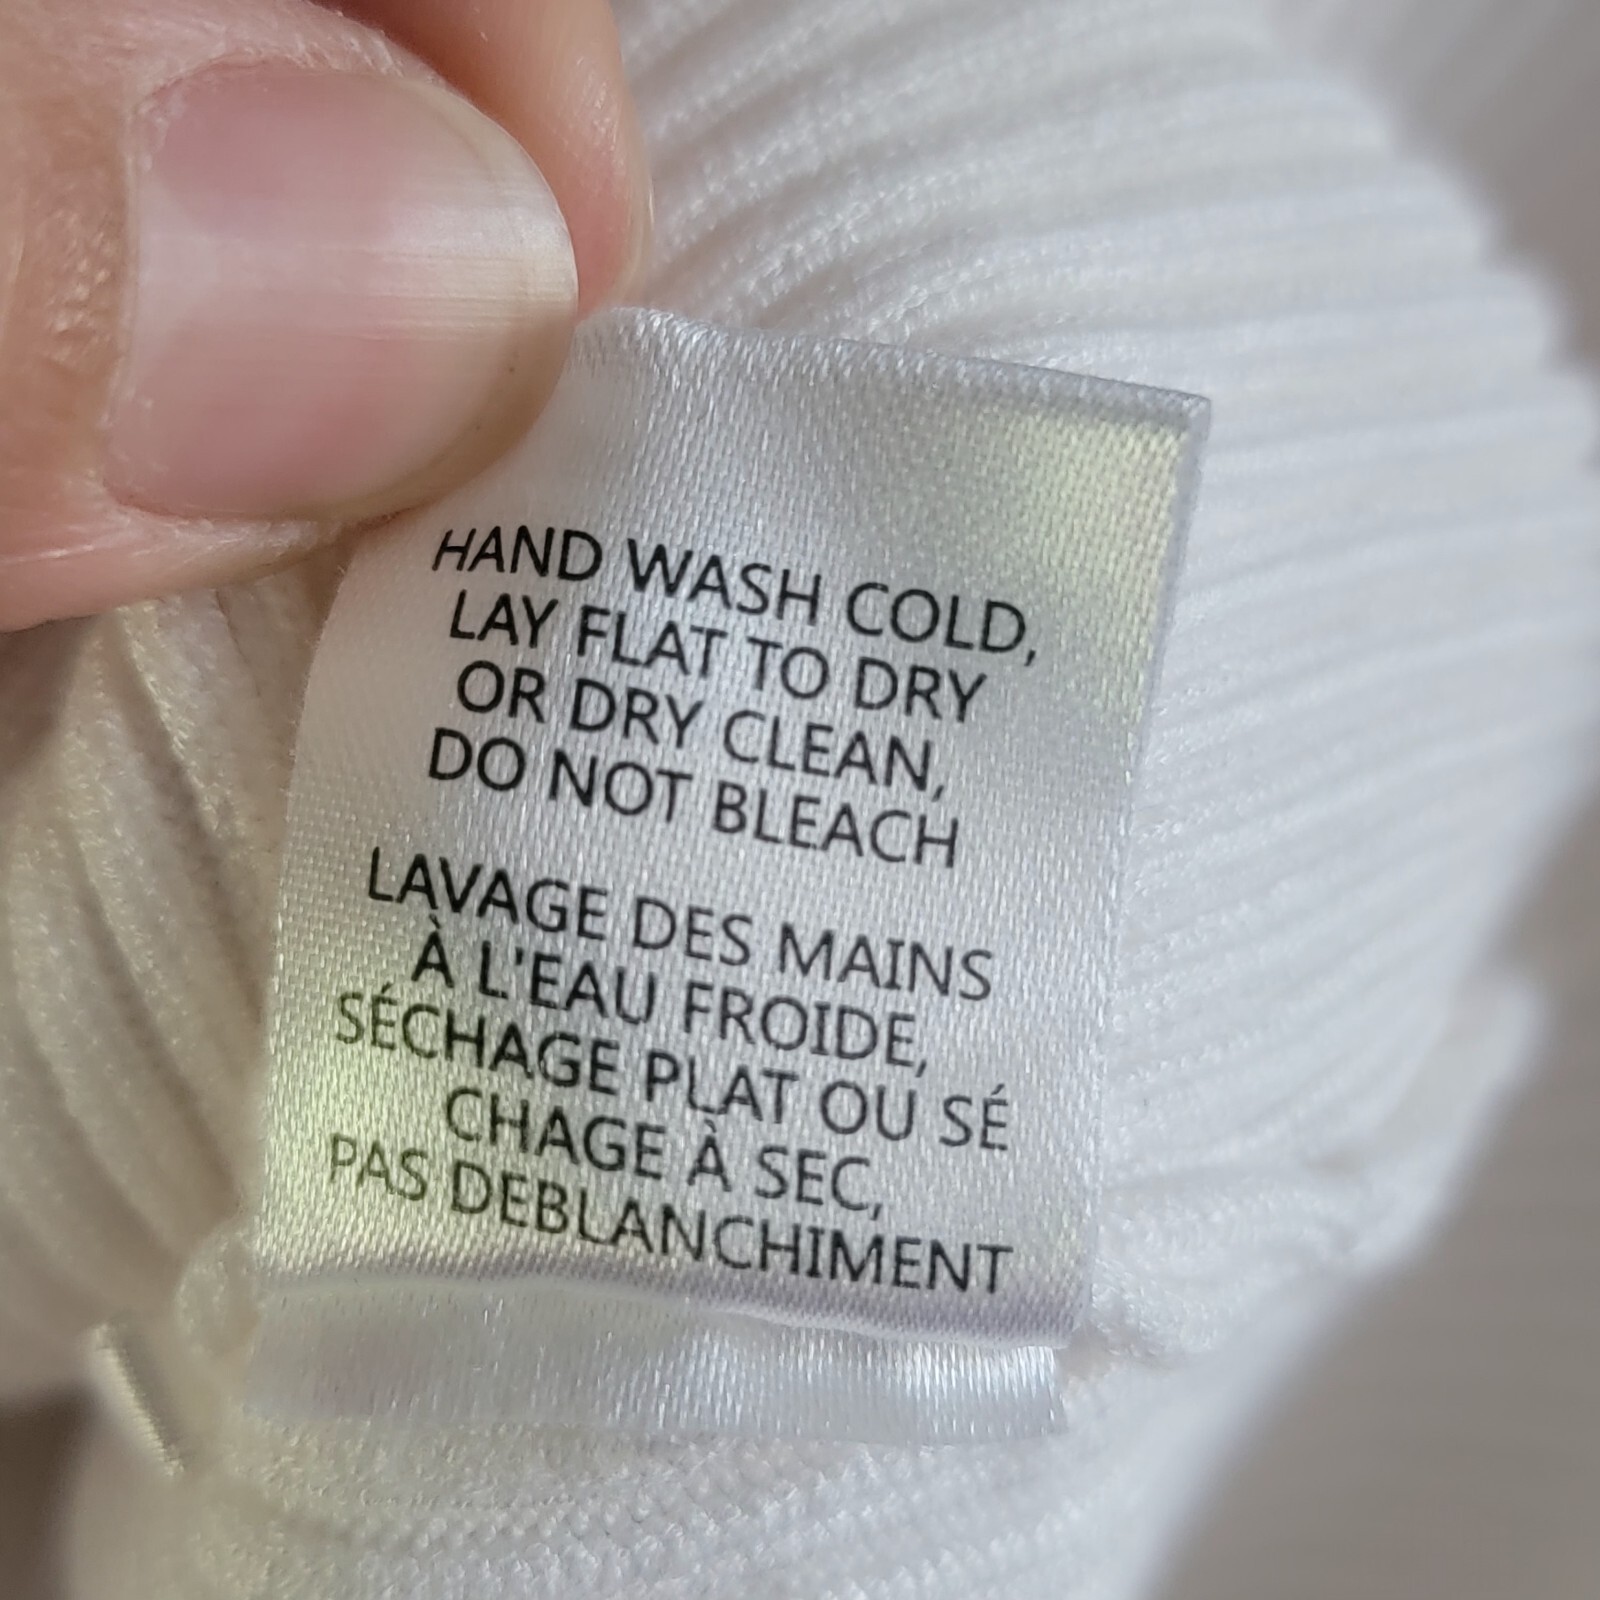 HAND WASH COLD,
LAY FLAT TO DRY
OR DRY CLEAN,
DO NOT BLEACH
LAVAGE DES MAINS
À L'EAU FROIDE,
SÉCHAGE PLAT OU SÉ
CHAGE À SEC,
PAS DEBLANCHIMENT